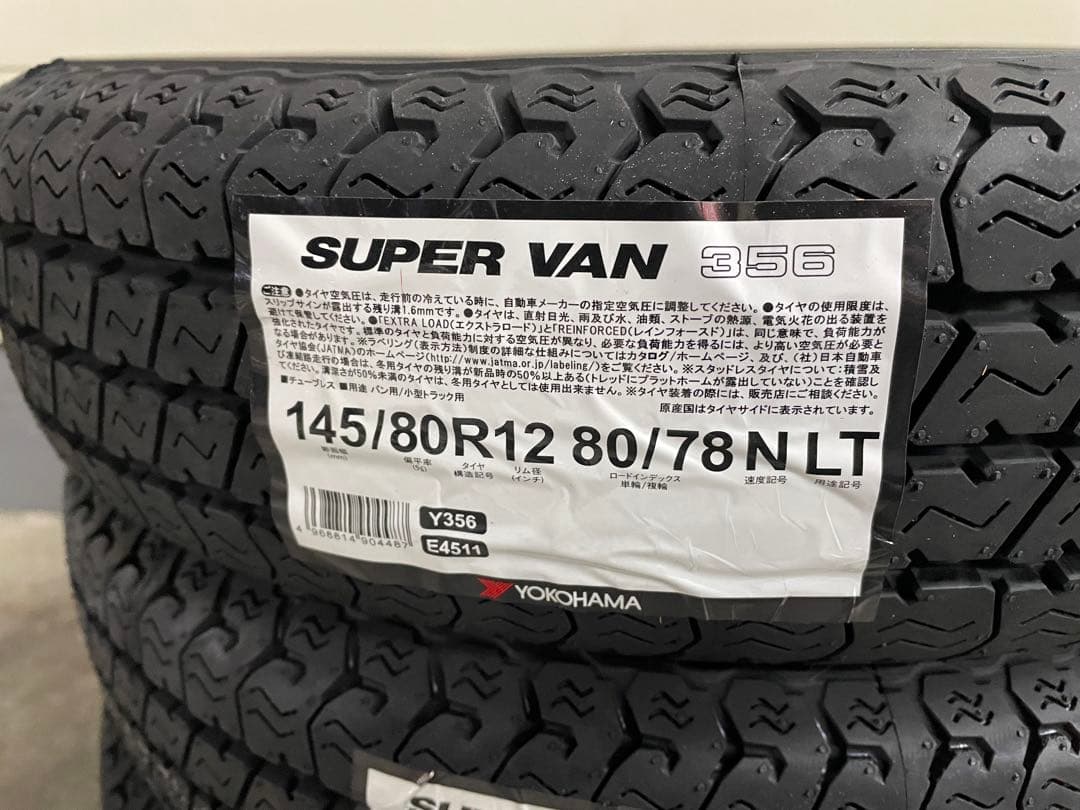 SUPER VAN 356
ご注意 ●タイヤ空気圧は、走行前の冷えている時に、自動車メーカーの指定空気圧に調整してください。●タイヤの使用限度は、
スリップサインが露出する残り溝1.6mmです。●タイヤは、直射日光、雨及び水、油類、ストーブの熱源、電気火花の出る装置を
避けて保管してください。●「EXTRA LOAD(エクストラロード)」と「REINFORCED(レインフォースド)」は、同じ意味で、負荷能力が
強化されたタイヤです。標準のタイヤと負荷能力に対する空気圧が異なり、必要な負荷能力を得るには、より高い空気圧が必要と
なる場合があります。※ラベリング(表示方法)制度の詳細な仕組みについてはカタログ/ホームページ、及び、(社)日本自動車
タイヤ協会(JATMA)のホームページ(http://www.jatma.or.jp/labeling/)をご覧ください。※スタッドレスタイヤについて：積雪及
び凍結路走行の場合は、冬用タイヤの残り溝が新品時の50%以上ある(トレッドにプラットホームが露出していない)ことを確認し
てください。溝深さが50%未満のタイヤは、冬用タイヤとしては使用出来ません。※タイヤ装着の際には、販売店にご相談ください。
■チューブレス ■用途 バン用/小型トラック用
原産国はタイヤサイドに表示されています。
145/80R12 80/78 N LT
断面幅 偏平率 タイヤ リム径 ロードインデックス 速度記号 用途記号
(mm) (%) 構造記号 (インチ) 単輪/複輪
Y356
E4511
4968814904487
YOKOHAMA
SUPER VAN